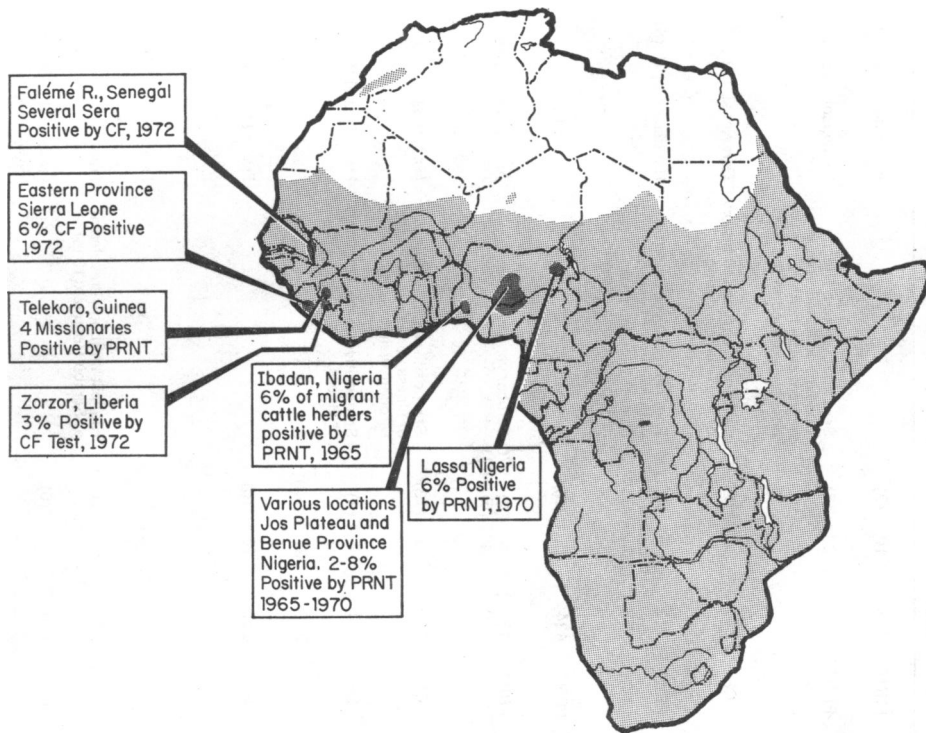 Falémé R., Senegal
Several Sera
Positive by CF, 1972
Eastern Province
Sierra Leone
6% CF Positive
1972
Telekoro, Guinea
4 Missionaries
Positive by PRNT
Zorzor, Liberia
3% Positive by
CF Test, 1972
Ibadan, Nigeria
6% of migrant
cattle herders
positive by
PRNT, 1965
Various locations
Jos Plateau and
Benue Province
Nigeria. 2-8%
Positive by PRNT
1965-1970
Lassa Nigeria
6% Positive
by PRNT, 1970